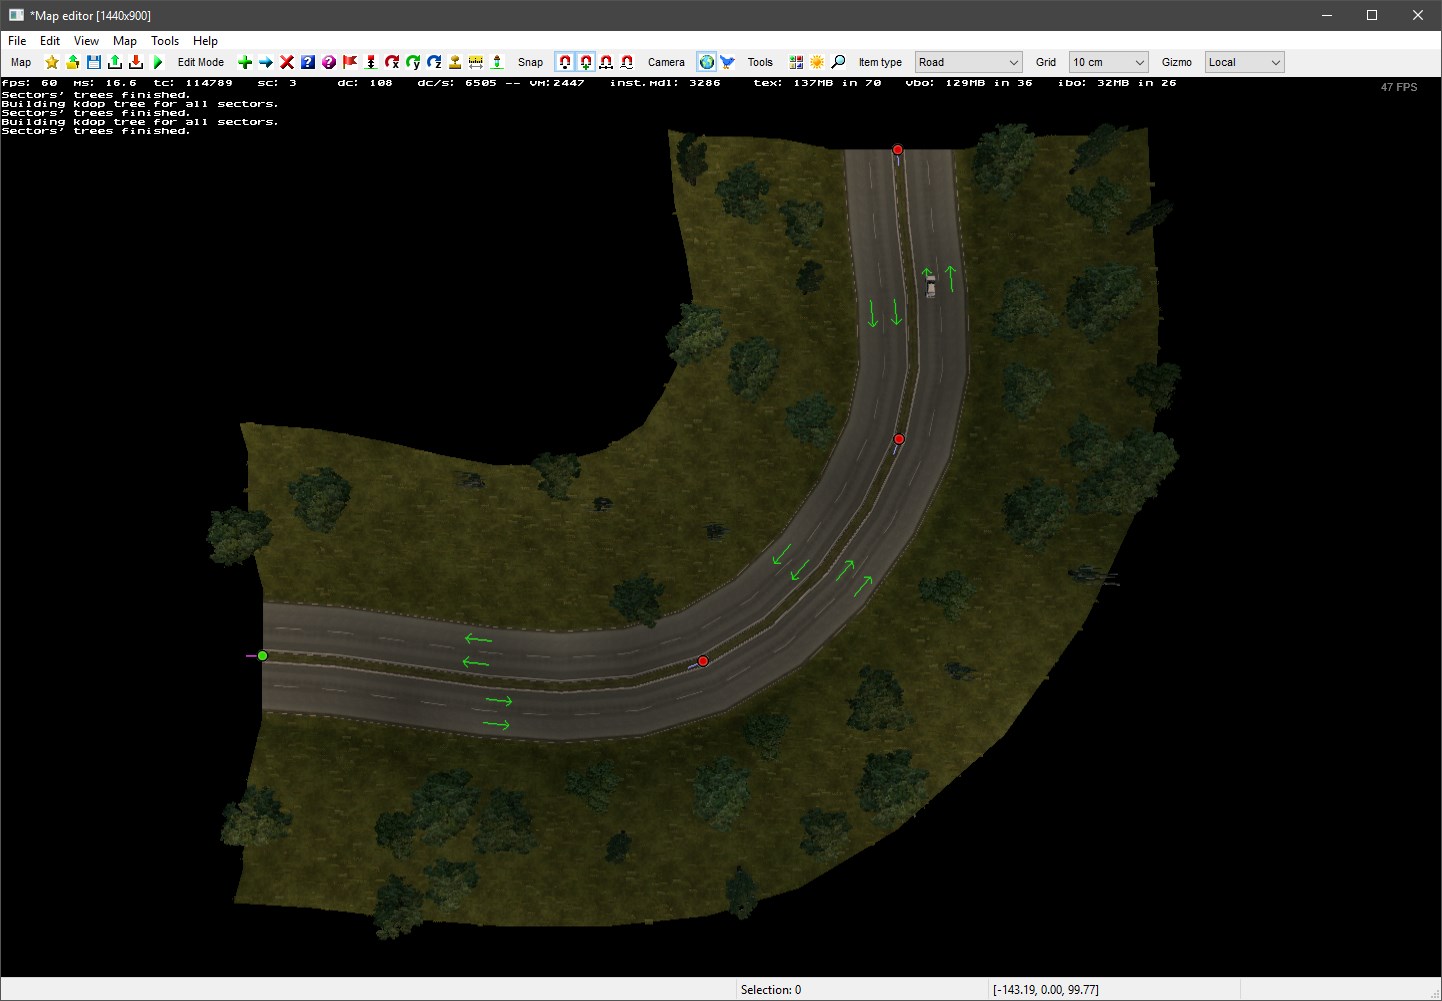 *Map editor [1440x900]
File Edit View Map Tools Help
Map Edit Mode Snap Camera Tools Item type Road Grid 10 cm Gizmo Local
fps: 60 ms: 16.6 tc: 114789 sc: 3 dc: 108 dc/s: 6505 -- VM:2447 inst.mdl: 3286 tex: 137MB in 70 vbo: 129MB in 36 ibo: 32MB in 26
47 FPS
Sectors' trees finished.
Building kdop tree for all sectors.
Sectors' trees finished.
Building kdop tree for all sectors.
Sectors' trees finished.
Selection: 0
[-143.19, 0.00, 99.77]